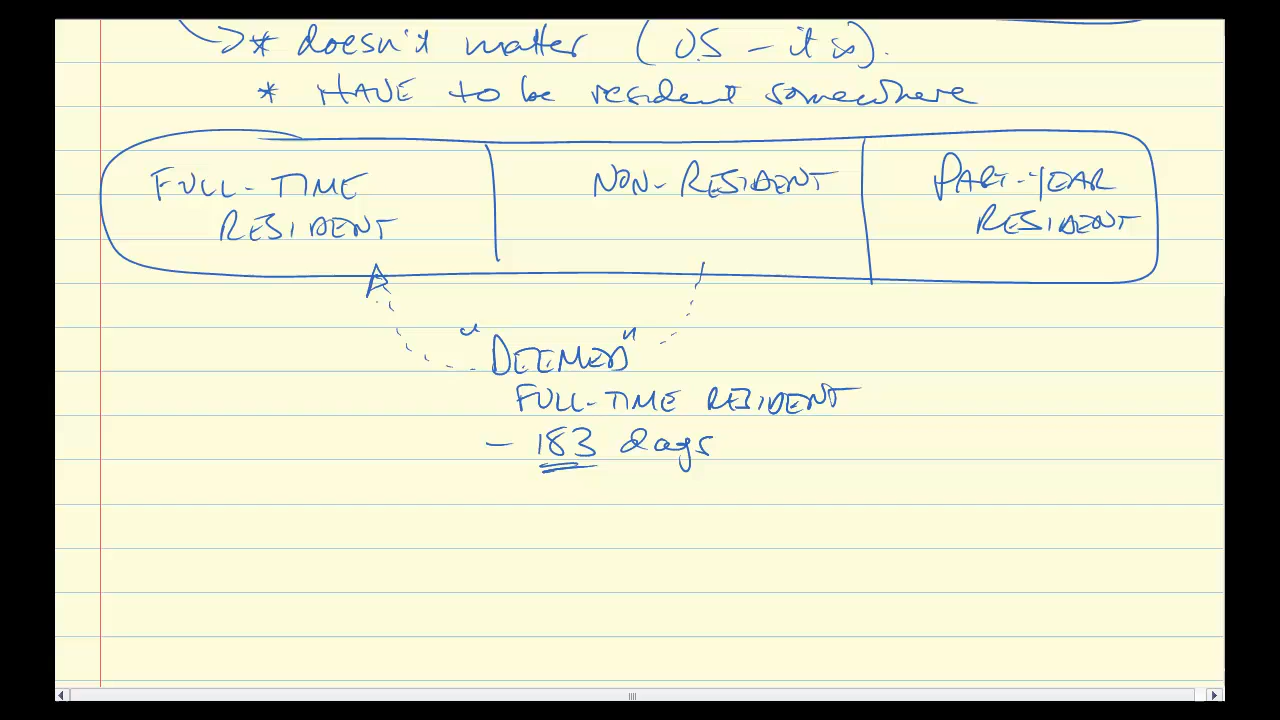 * doesn't matter (U.S - it is).
* HAVE to be resident somewhere
FULL-TIME RESIDENT
NON-RESIDENT
PART-YEAR RESIDENT
"DEEMED"
FULL-TIME RESIDENT
- 183 days